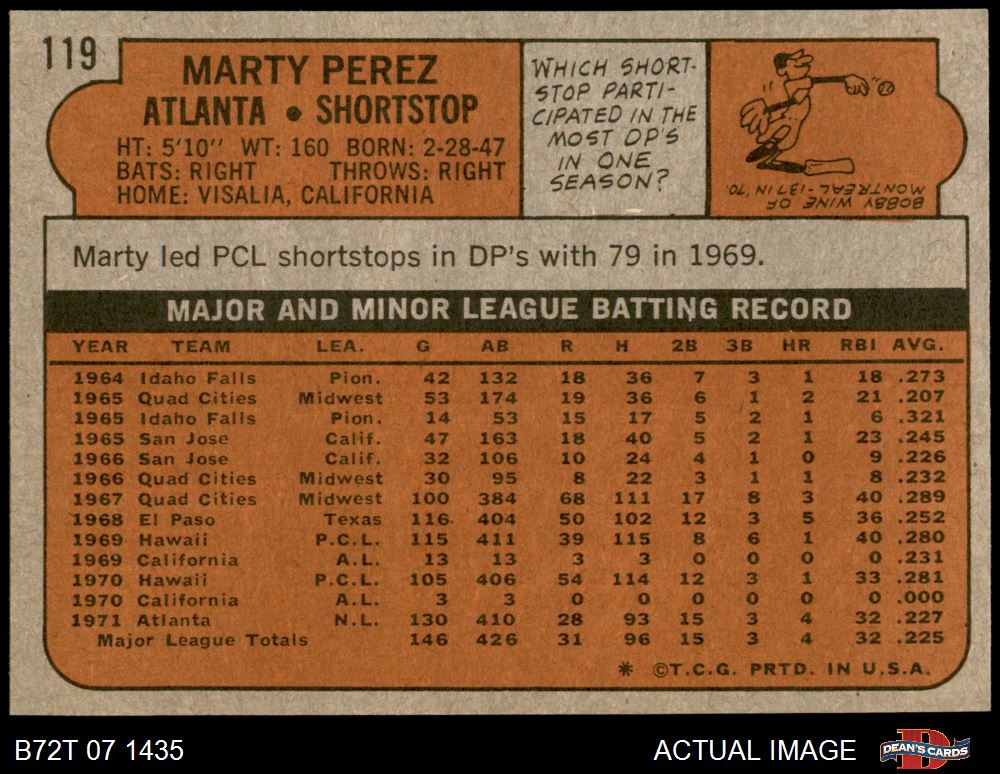 119
MARTY PEREZ
ATLANTA • SHORTSTOP
HT: 5'10" WT: 160 BORN: 2-28-47
BATS: RIGHT THROWS: RIGHT
HOME: VISALIA, CALIFORNIA
WHICH SHORT-
STOP PARTI-
CIPATED IN THE
MOST DP'S
IN ONE
SEASON?
BOBBY WINE OF
MONTREAL-137 IN '70.
Marty led PCL shortstops in DP's with 79 in 1969.
MAJOR AND MINOR LEAGUE BATTING RECORD
YEAR TEAM LEA. G AB R H 2B 3B HR RBI AVG.
1964 Idaho Falls Pion. 42 132 18 36 7 3 1 18 .273
1965 Quad Cities Midwest 53 174 19 36 6 1 2 21 .207
1965 Idaho Falls Pion. 14 53 15 17 5 2 1 6 .321
1965 San Jose Calif. 47 163 18 40 5 2 1 23 .245
1966 San Jose Calif. 32 106 10 24 4 1 0 9 .226
1966 Quad Cities Midwest 30 95 8 22 3 1 1 8 .232
1967 Quad Cities Midwest 100 384 68 111 17 8 3 40 .289
1968 El Paso Texas 116 404 50 102 12 3 5 36 .252
1969 Hawaii P.C.L. 115 411 39 115 8 6 1 40 .280
1969 California A.L. 13 13 3 3 0 0 0 0 .231
1970 Hawaii P.C.L. 105 406 54 114 12 3 1 33 .281
1970 California A.L. 3 3 0 0 0 0 0 0 .000
1971 Atlanta N.L. 130 410 28 93 15 3 4 32 .227
Major League Totals 146 426 31 96 15 3 4 32 .225
* ©T.C.G. PRTD. IN U.S.A.
B72T 07 1435 ACTUAL IMAGE DEAN'S CARDS